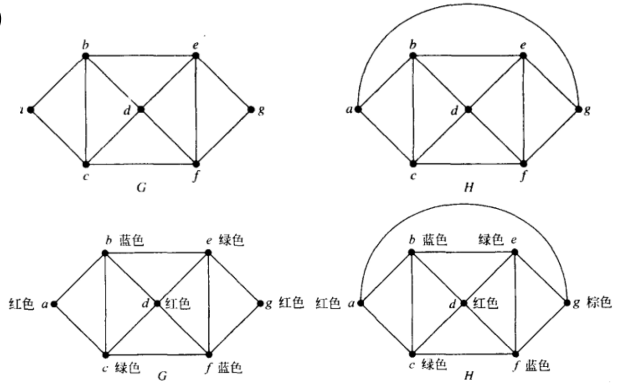 )
b e b e
d g a d g
c f c f
G H
b 蓝色 e 绿色 b 蓝色 绿色 e
红色 a d 红色 g 红色 红色 a d 红色 g 棕色
c 绿色 f 蓝色 c 绿色 f 蓝色
G H